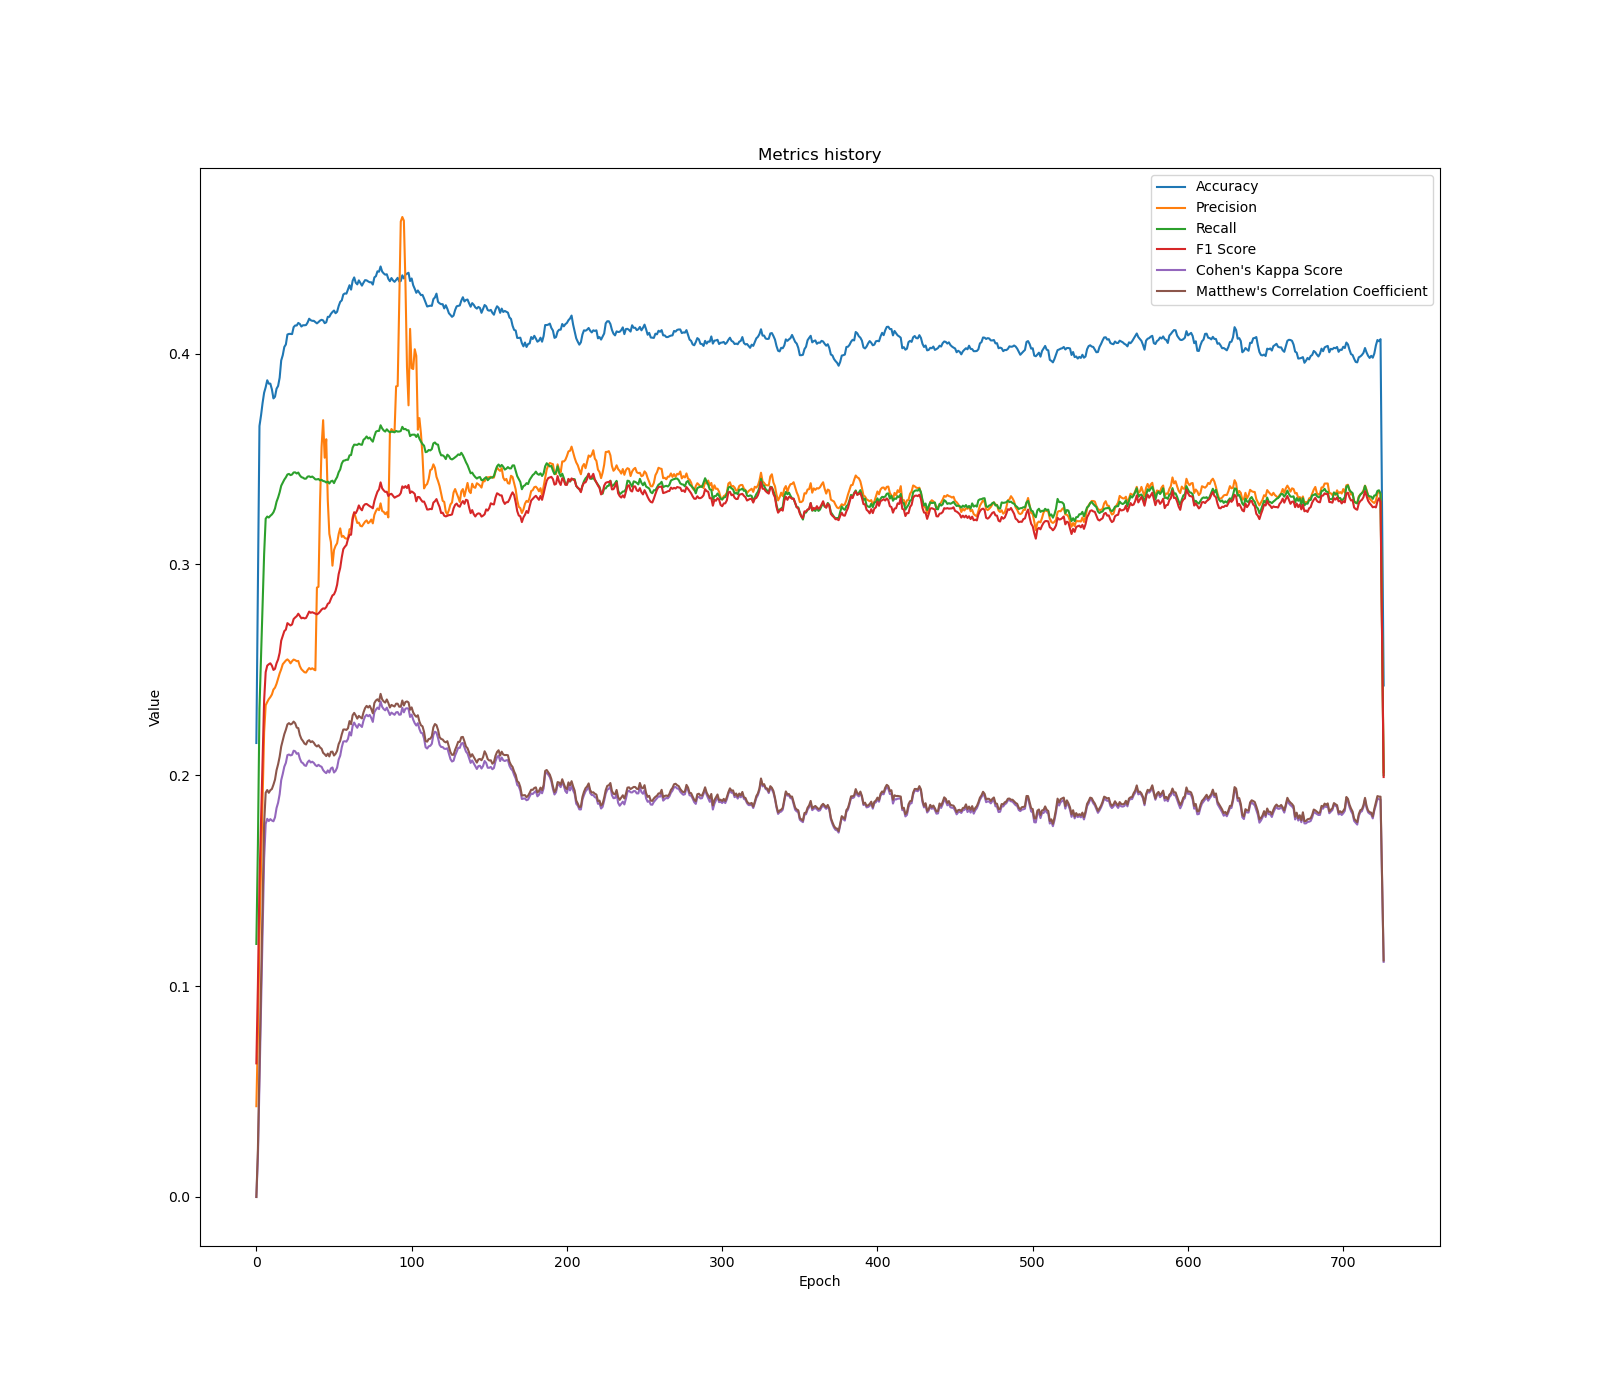 Metrics history
Accuracy
Precision
Recall
F1 Score
Cohen's Kappa Score
Matthew's Correlation Coefficient
Value
0.4
0.3
0.2
0.1
0.0
0 100 200 300 400 500 600 700
Epoch